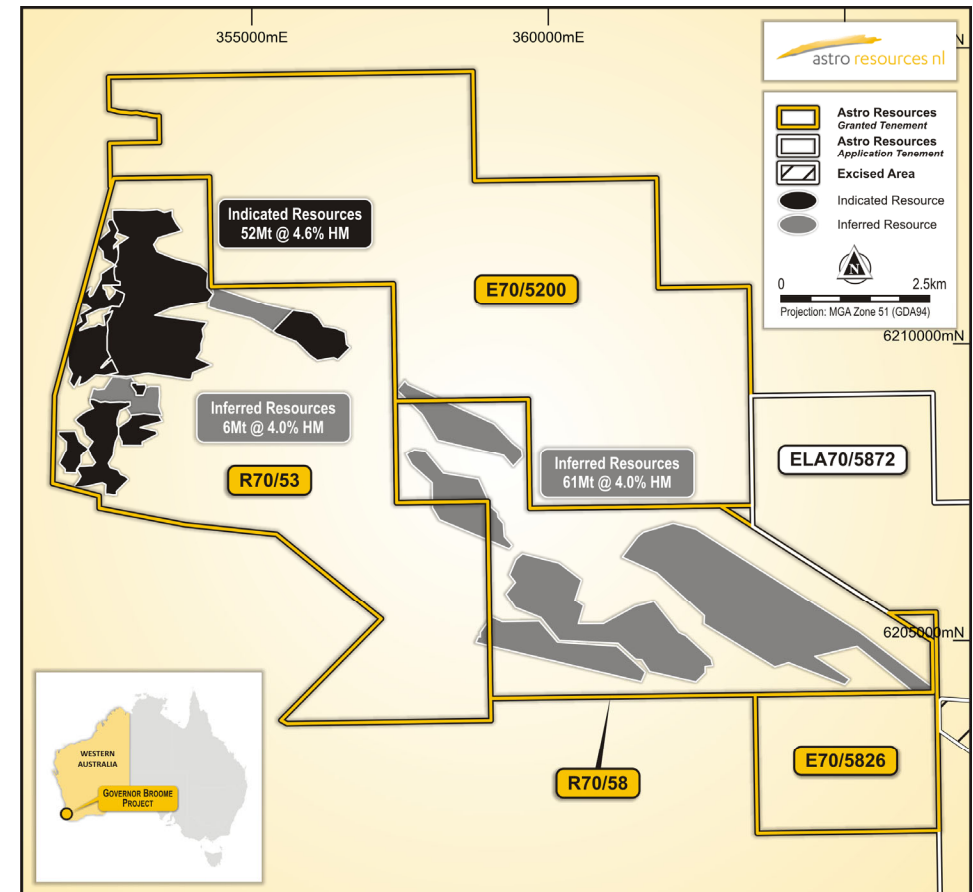 355000mE
360000mE
N
astro resources nl
Astro Resources
Granted Tenement
Astro Resources
Application Tenement
Excised Area
Indicated Resource
Inferred Resource
N
0
2.5km
Projection: MGA Zone 51 (GDA94)
Indicated Resources
52Mt @ 4.6% HM
E70/5200
6210000mN
Inferred Resources
6Mt @ 4.0% HM
Inferred Resources
61Mt @ 4.0% HM
ELA70/5872
R70/53
6205000mN
WESTERN
AUSTRALIA
GOVERNOR BROOME
PROJECT
R70/58
E70/5826